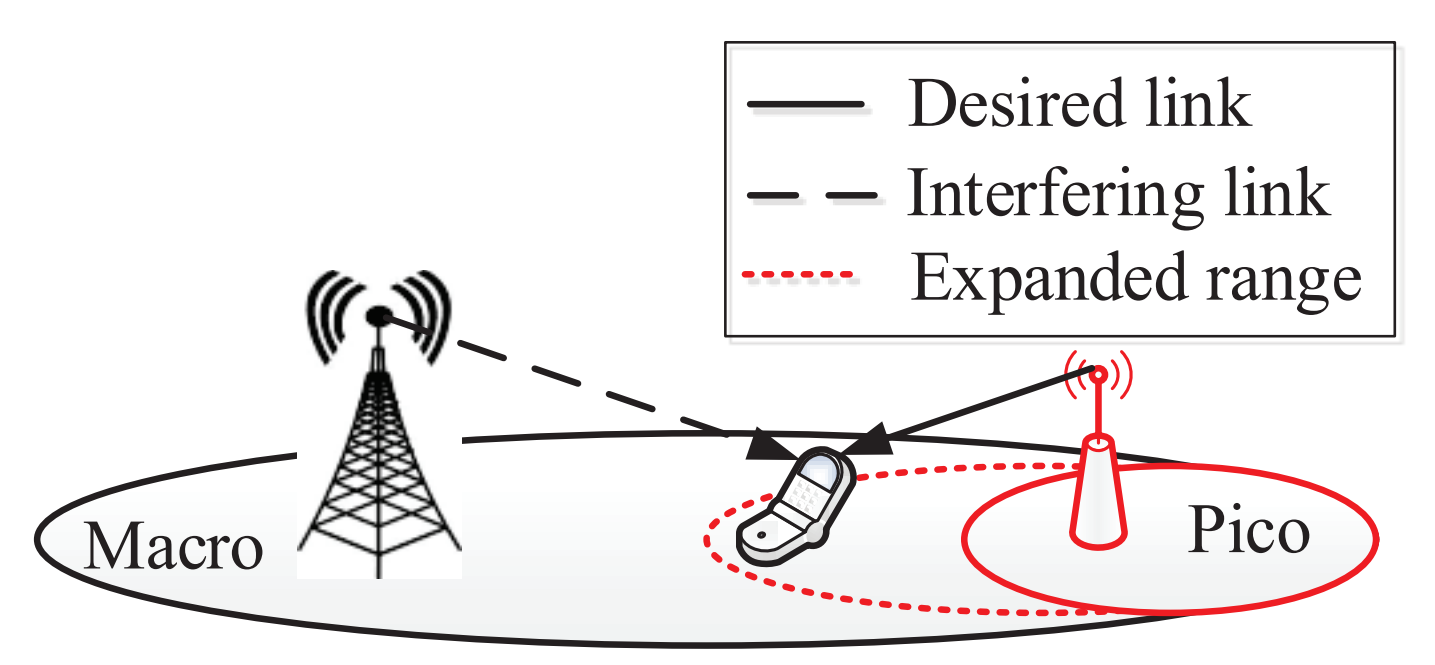 Desired link
Interfering link
Expanded range
Macro
Pico